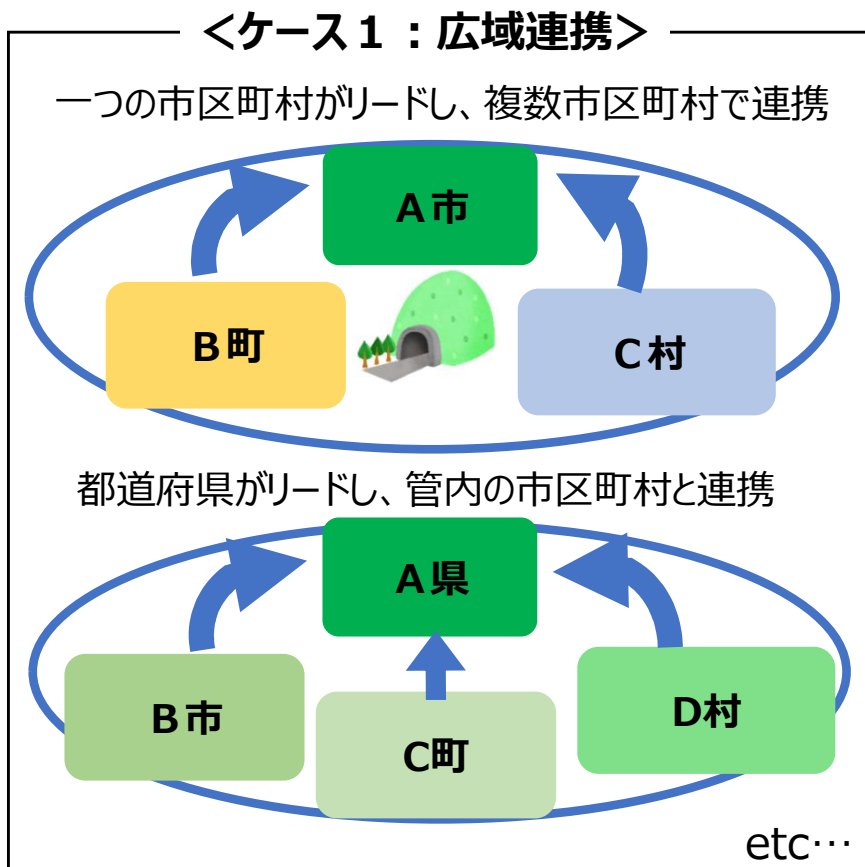 ＜ケース１：広域連携＞
一つの市区町村がリードし、複数市区町村で連携
Ａ市
Ｂ町
Ｃ村
都道府県がリードし、管内の市区町村と連携
Ａ県
Ｂ市
C町
D村
etc…